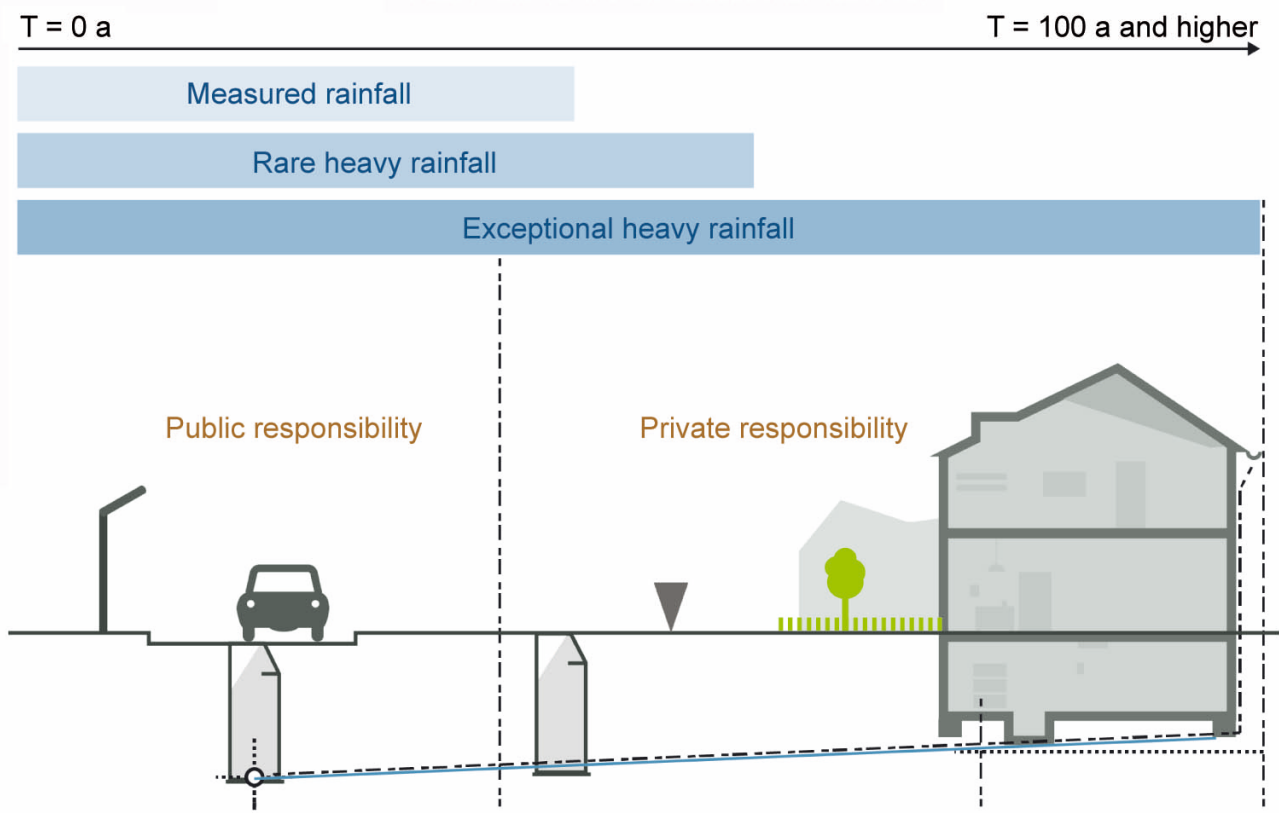 T = 0 a
T = 100 a and higher
Measured rainfall
Rare heavy rainfall
Exceptional heavy rainfall
Public responsibility
Private responsibility